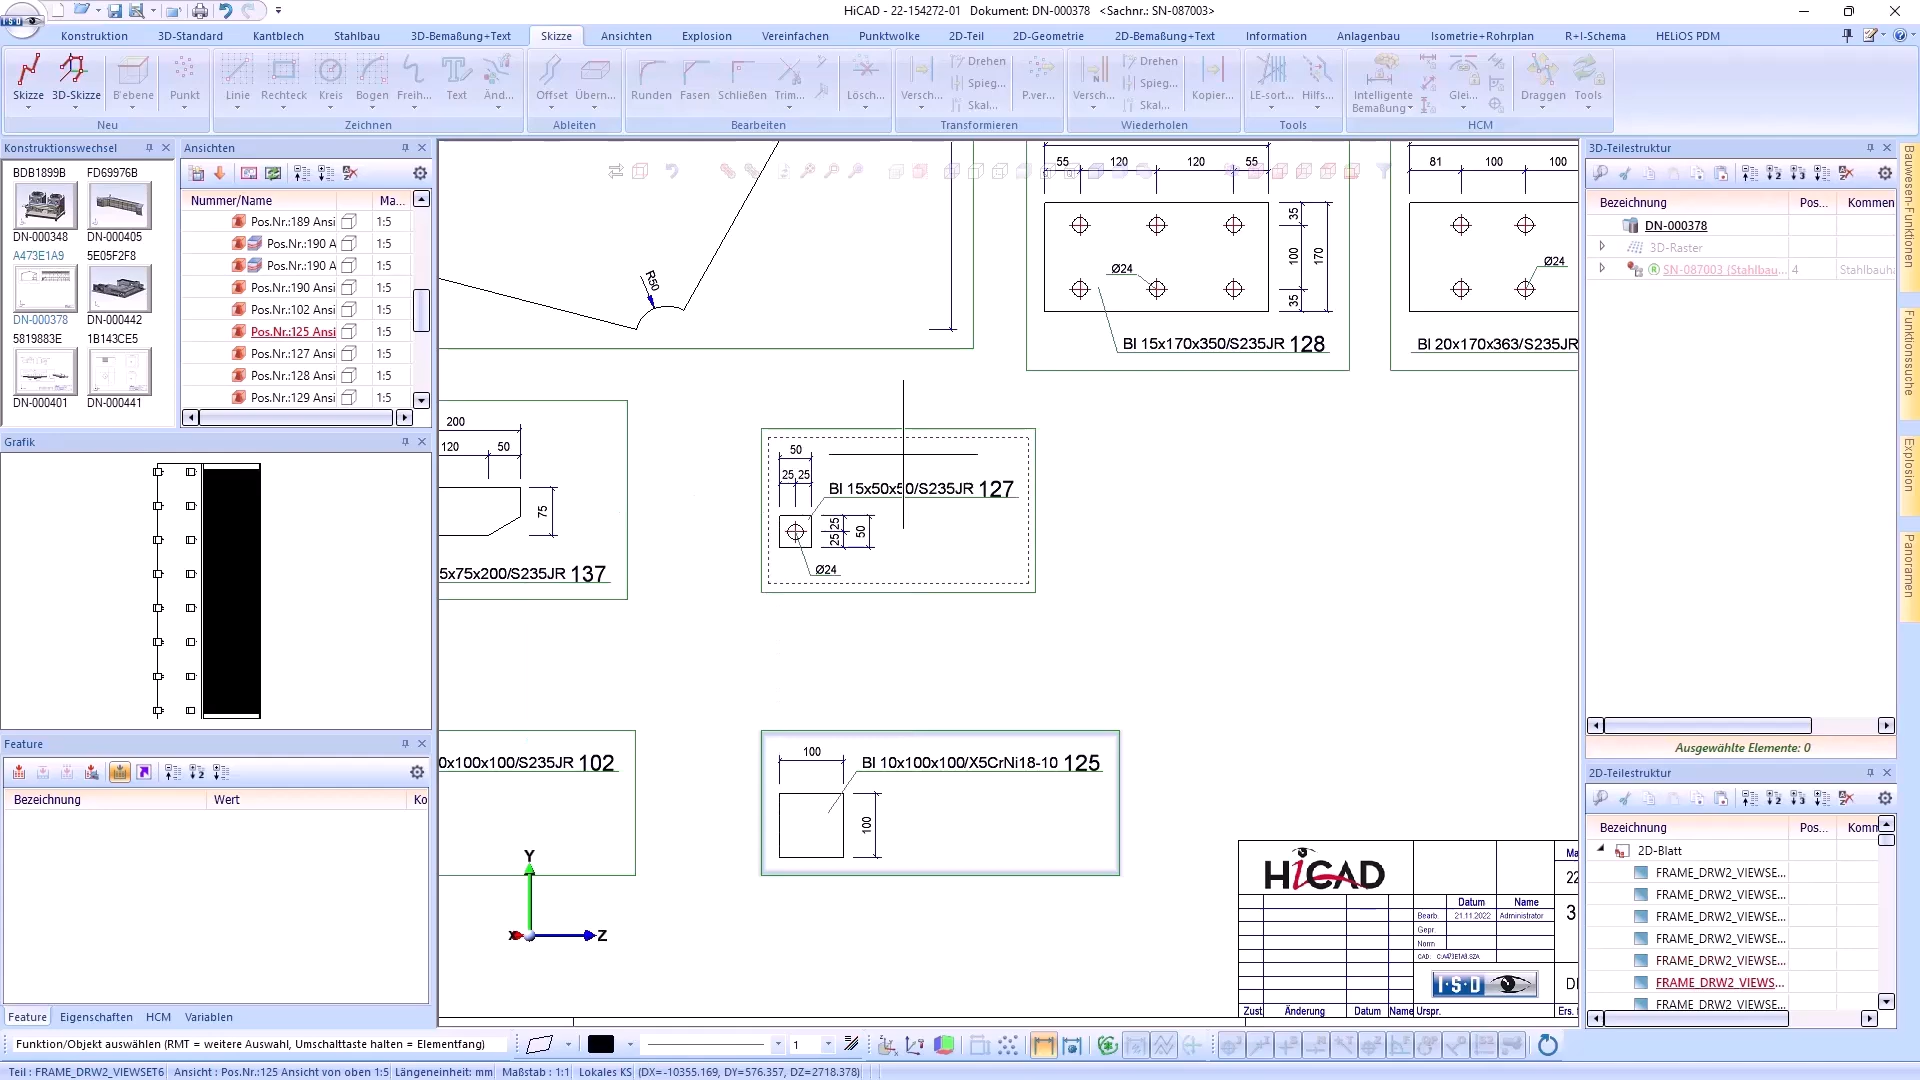 HiCAD - 22-154272-01   Dokument: DN-000378   <Sachnr.: SN-087003>
Konstruktion 3D-Standard Kantblech Stahlbau 3D-Bemaßung+Text Skizze Ansichten Explosion Vereinfachen Punktwolke 2D-Teil 2D-Geometrie 2D-Bemaßung+Text Information Anlagenbau Isometrie+Rohrplan R+I-Schema HELiOS PDM
Skizze 3D-Skizze B'ebene Punkt Linie Rechteck Kreis Bogen Freih... Text Änd... Offset Übern... Runden Fasen Schließen Trim... Lösch... Versch... Drehen Spieg... Skal... P.ver... Versch... Drehen Spieg... Skal... Kopier... LE-sort... Hilfs... Intelligente Bemaßung Glei... Draggen Tools
Neu Zeichnen Ableiten Bearbeiten Transformieren Wiederholen Tools HCM
Konstruktionswechsel
BDB1899B FD69976B
DN-000348 DN-000405
A473E1A9 5E05F2F8
DN-000378 DN-000442
5819883E 1B143CE5
DN-000401 DN-000441
Ansichten
Nummer/Name Ma...
Pos.Nr.:189 Ansi 1:5
Pos.Nr.:190 A 1:5
Pos.Nr.:190 A 1:5
Pos.Nr.:190 Ansi 1:5
Pos.Nr.:102 Ansi 1:5
Pos.Nr.:125 Ansi 1:5
Pos.Nr.:127 Ansi 1:5
Pos.Nr.:128 Ansi 1:5
Pos.Nr.:129 Ansi 1:5
Grafik
Feature
Bezeichnung Wert Ko
Feature Eigenschaften HCM Variablen
R50
55 120 120 55
35
100
35
170
Ø24
Bl 15x170x350/S235JR 128
81 100 100
Ø24
Bl 20x170x363/S235JR
200
120 50
75
5x75x200/S235JR 137
50
25 25
Bl 15x50x50/S235JR 127
25
25
50
Ø24
0x100x100/S235JR 102
100
Bl 10x100x100/X5CrNi18-10 125
100
Y
X
Z
HiCAD
Datum Name
Bearb. 21.11.2022 Administrator
Gepr.
Norm
CAD: C:A473E1A9.SZA
I·S·D
Zust Änderung Datum Name Urspr.
Ma
22
3
D
Ers.
3D-Teilestruktur
Bezeichnung Pos... Kommen
DN-000378
3D-Raster
SN-087003 {Stahlbau... 4 Stahlbauh
Ausgewählte Elemente: 0
2D-Teilestruktur
Bezeichnung Pos... Komn
2D-Blatt
FRAME_DRW2_VIEWSE...
FRAME_DRW2_VIEWSE...
FRAME_DRW2_VIEWSE...
FRAME_DRW2_VIEWSE...
FRAME_DRW2_VIEWSE...
FRAME_DRW2_VIEWS...
FRAME_DRW2_VIEWSE...
Bauwesen-Funktionen
Funktionssuche
Explosion
Panoramen
Funktion/Objekt auswählen (RMT = weitere Auswahl, Umschalttaste halten = Elementfang)
1
Teil : FRAME_DRW2_VIEWSET6 Ansicht : Pos.Nr.:125 Ansicht von oben 1:5 Längeneinheit: mm Maßstab : 1:1 Lokales KS (DX=-10355.169, DY=576.357, DZ=2718.378)